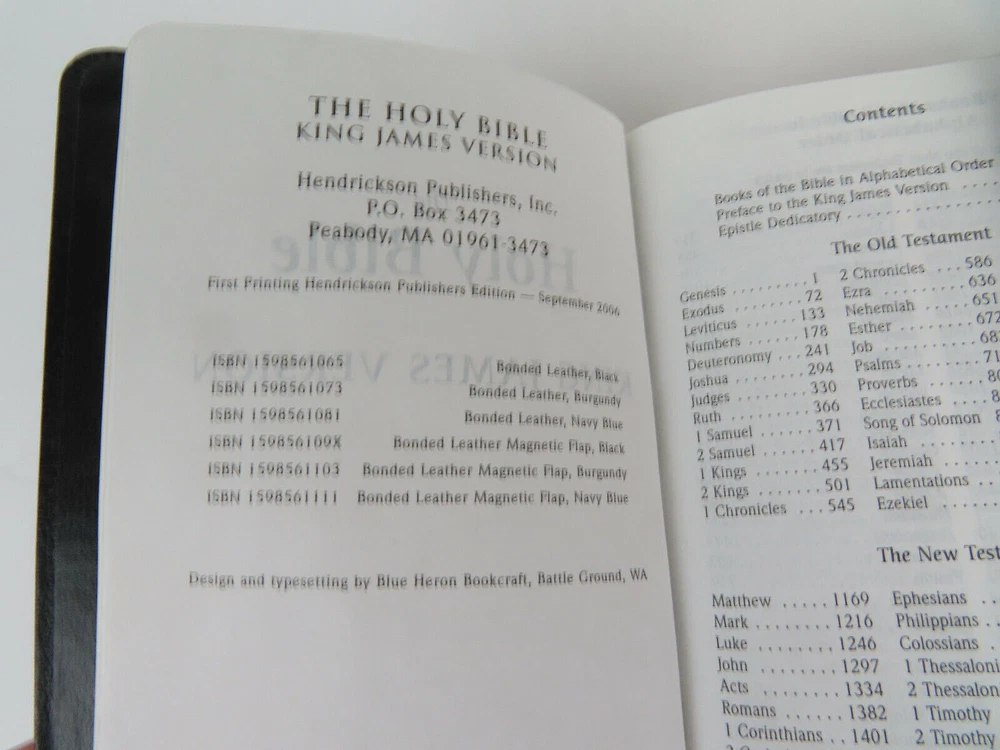 THE HOLY BIBLE
KING JAMES VERSION
Hendrickson Publishers, Inc.
P.O. Box 3473
Peabody, MA 01961-3473
First Printing Hendrickson Publishers Edition — September 2006
ISBN 1598561065 Bonded Leather, Black
ISBN 1598561073 Bonded Leather, Burgundy
ISBN 1598561081 Bonded Leather, Navy Blue
ISBN 159856109X Bonded Leather Magnetic Flap, Black
ISBN 1598561103 Bonded Leather Magnetic Flap, Burgundy
ISBN 1598561111 Bonded Leather Magnetic Flap, Navy Blue
Design and typesetting by Blue Heron Bookcraft, Battle Ground, WA
Contents
Books of the Bible in Alphabetical Order
Preface to the King James Version ....
Epistle Dedicatory ................
The Old Testament
Genesis ......... 1
Exodus ........ 72
Leviticus ...... 133
Numbers ...... 178
Deuteronomy ... 241
Joshua ........ 294
Judges ........ 330
Ruth .......... 366
1 Samuel ...... 371
2 Samuel ...... 417
1 Kings ....... 455
2 Kings ....... 501
1 Chronicles ... 545
2 Chronicles ... 586
Ezra ......... 636
Nehemiah ...... 651
Esther ........ 672
Job ..........
Psalms .......
Proverbs .......
Ecclesiastes ....
Song of Solomon
Isaiah ........
Jeremiah ......
Lamentations ..
Ezekiel .......
The New Test
Matthew ..... 1169
Mark ........ 1216
Luke ........ 1246
John ........ 1297
Acts ........ 1334
Romans ...... 1382
1 Corinthians .. 1401
Ephesians ...
Philippians ..
Colossians .
1 Thessaloni
2 Thessalon
1 Timothy
2 Timothy